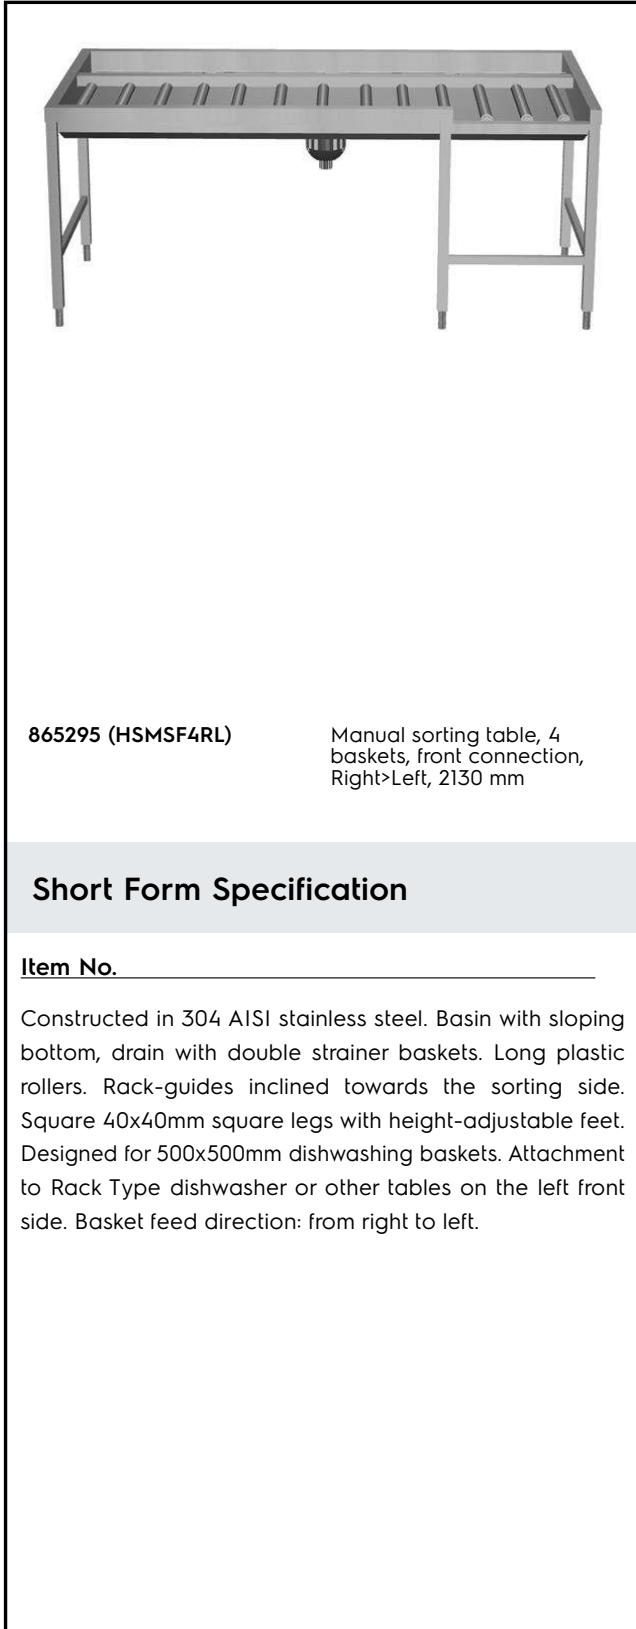 865295 (HSMSF4RL)
Manual sorting table, 4
baskets, front connection,
Right>Left, 2130 mm
Short Form Specification
Item No.
Constructed in 304 AISI stainless steel. Basin with sloping
bottom, drain with double strainer baskets. Long plastic
rollers. Rack-guides inclined towards the sorting side.
Square 40x40mm square legs with height-adjustable feet.
Designed for 500x500mm dishwashing baskets. Attachment
to Rack Type dishwasher or other tables on the left front
side. Basket feed direction: from right to left.